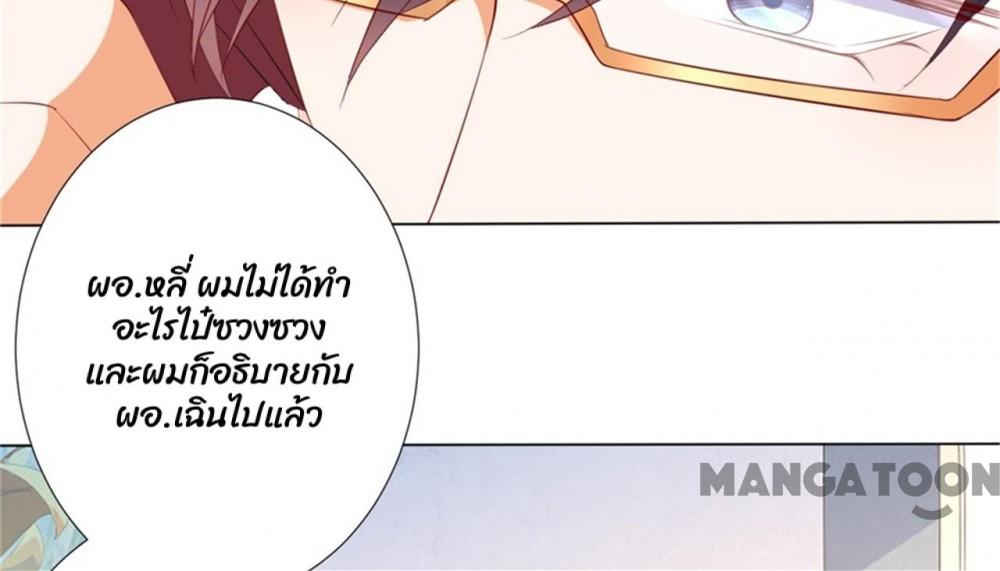 ผอ.หลี่ ผมไม่ได้ทำ
อะไรไป๋ซวงซวง
และผมก็อธิบายกับ
ผอ.เฉินไปแล้ว
MANGATOON